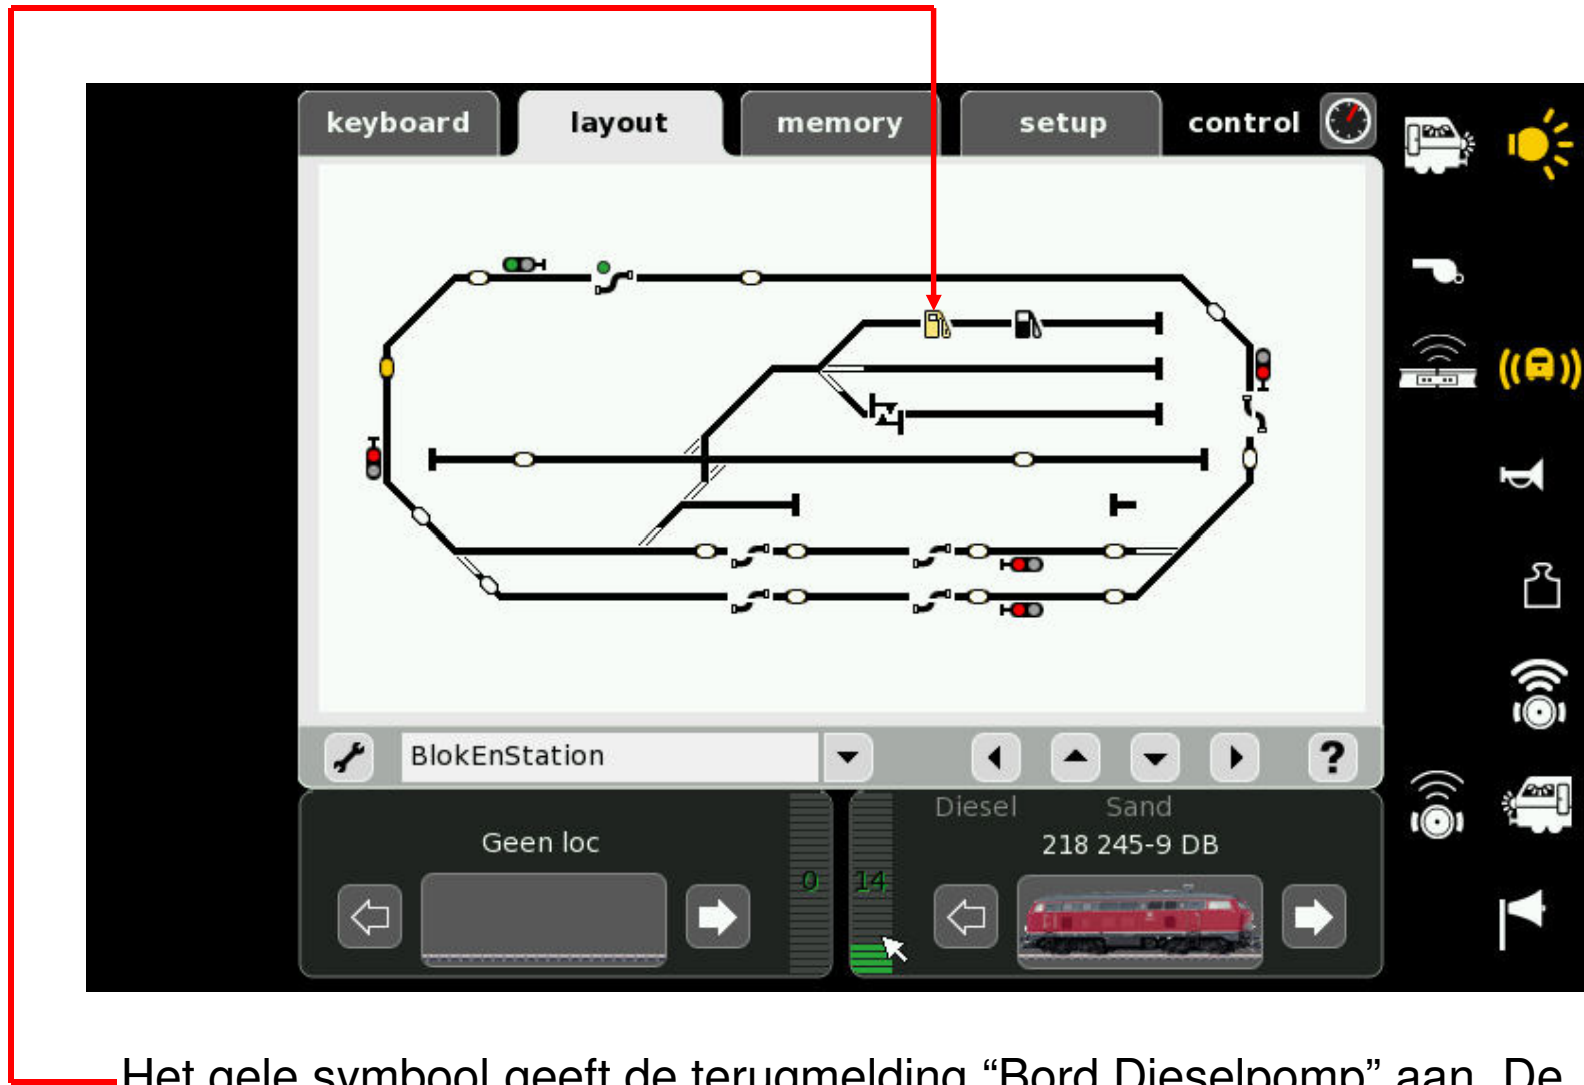 keyboard layout memory setup control
BlokEnStation ?
Diesel Sand
Geen loc 218 245-9 DB
0 14
Het gele symbool geeft de terugmelding “Bord Dieselpomp” aan. De